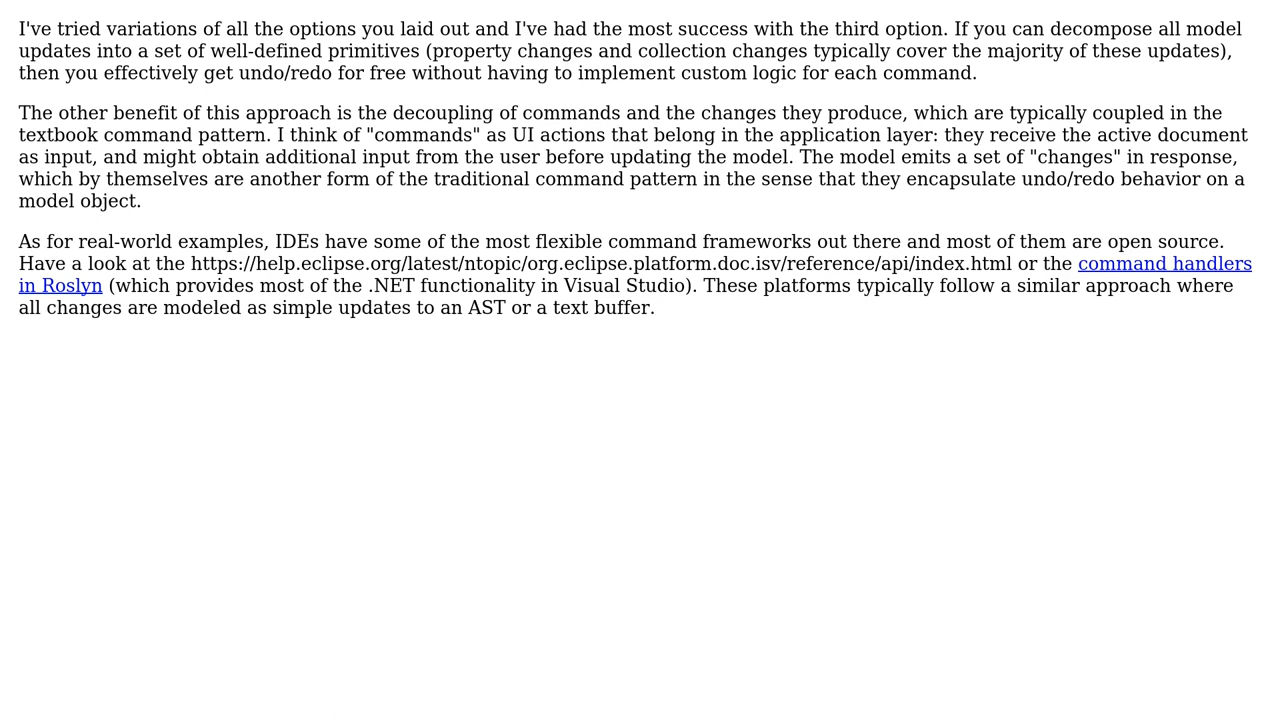 I've tried variations of all the options you laid out and I've had the most success with the third option. If you can decompose all model
updates into a set of well-defined primitives (property changes and collection changes typically cover the majority of these updates),
then you effectively get undo/redo for free without having to implement custom logic for each command.
The other benefit of this approach is the decoupling of commands and the changes they produce, which are typically coupled in the
textbook command pattern. I think of "commands" as UI actions that belong in the application layer: they receive the active document
as input, and might obtain additional input from the user before updating the model. The model emits a set of "changes" in response,
which by themselves are another form of the traditional command pattern in the sense that they encapsulate undo/redo behavior on a
model object.
As for real-world examples, IDEs have some of the most flexible command frameworks out there and most of them are open source.
Have a look at the https://help.eclipse.org/latest/ntopic/org.eclipse.platform.doc.isv/reference/api/index.html or the command handlers
in Roslyn (which provides most of the .NET functionality in Visual Studio). These platforms typically follow a similar approach where
all changes are modeled as simple updates to an AST or a text buffer.